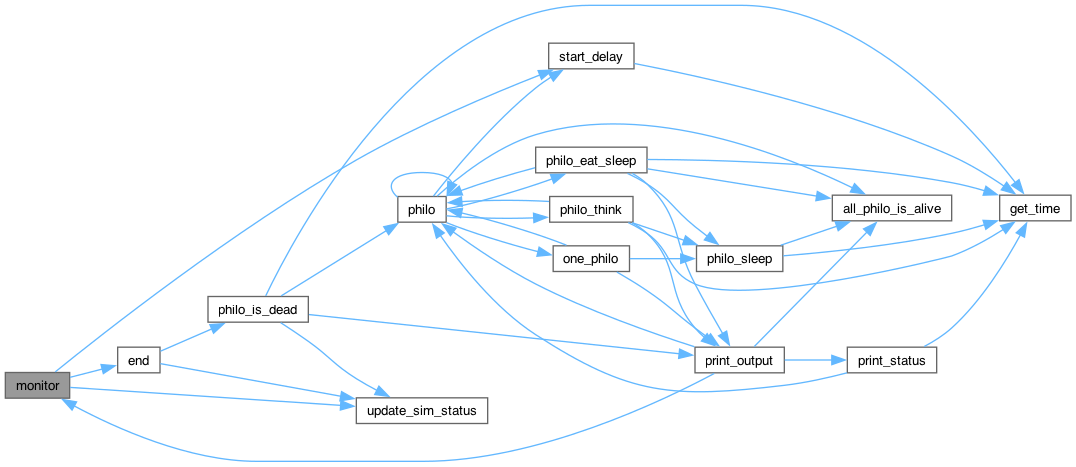 start_delay
philo_eat_sleep
philo
philo_think
all_philo_is_alive
get_time
one_philo
philo_sleep
philo_is_dead
end
print_output
print_status
monitor
update_sim_status